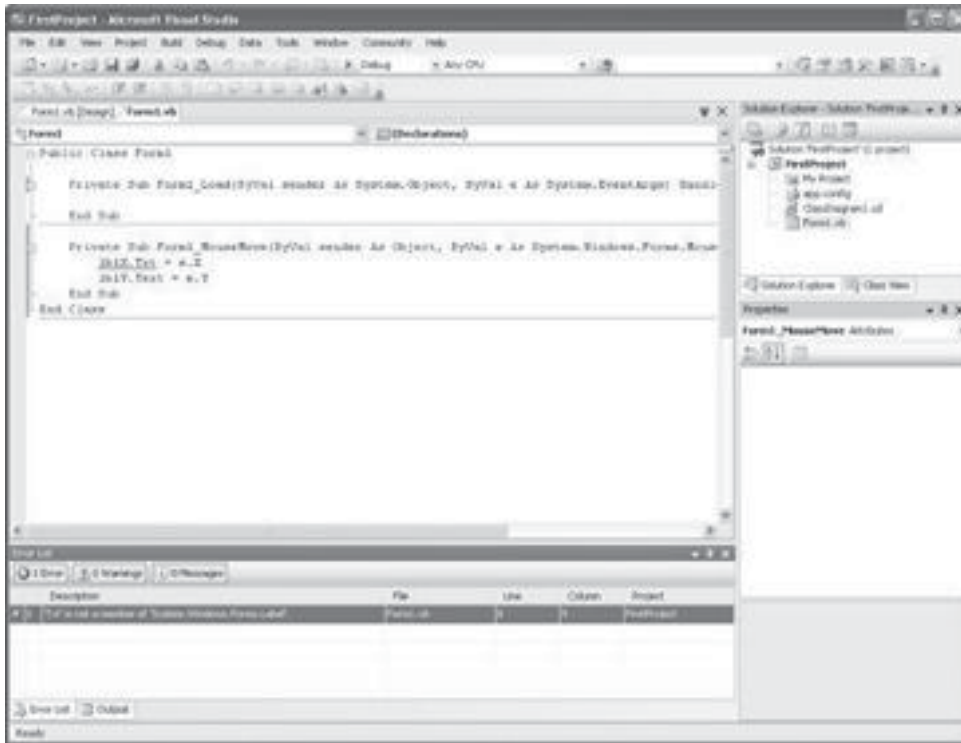 FirstProject - Microsoft Visual Studio
File Edit View Project Build Debug Data Tools Window Community Help
Debug Any CPU
Form1.vb [Design] Form1.vb
Form1 (Declarations)
Public Class Form1
Private Sub Form1_Load(ByVal sender As System.Object, ByVal e As System.EventArgs) Handl
End Sub
Private Sub Form1_MouseMove(ByVal sender As Object, ByVal e As System.Windows.Forms.Mouse
lblX.Txt = e.X
lblY.Text = e.Y
End Sub
End Class
Solution Explorer - Solution 'FirstProje...
Solution 'FirstProject' (1 project)
FirstProject
My Project
app.config
ClassDiagram1.cd
Form1.vb
Solution Explorer Class View
Properties
Form1_MouseMove Attributes
Error List
1 Error 0 Warnings 0 Messages
Description File Line Column Project
'Txt' is not a member of 'System.Windows.Forms.Label'. Form1.vb FirstProject
Error List Output
Ready